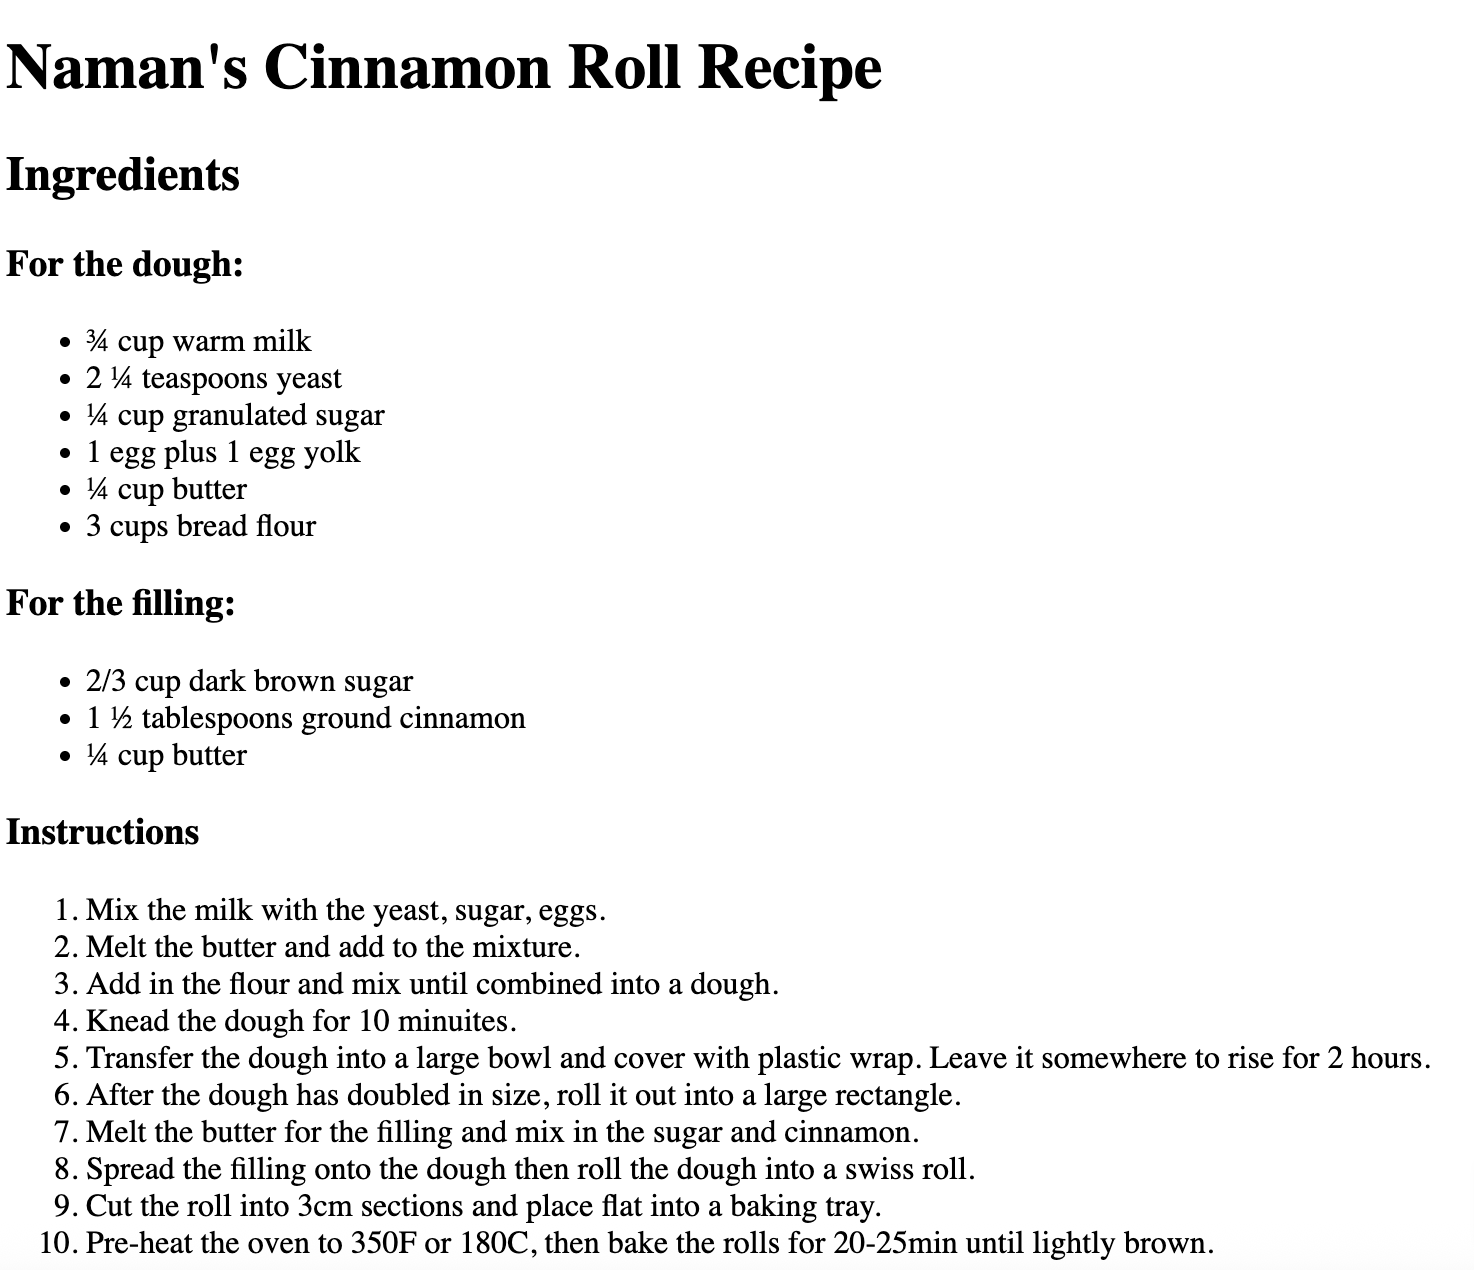 Naman's Cinnamon Roll Recipe
Ingredients
For the dough:
• ¾ cup warm milk
• 2 ¼ teaspoons yeast
• ¼ cup granulated sugar
• 1 egg plus 1 egg yolk
• ¼ cup butter
• 3 cups bread flour
For the filling:
• 2/3 cup dark brown sugar
• 1 ½ tablespoons ground cinnamon
• ¼ cup butter
Instructions
1. Mix the milk with the yeast, sugar, eggs.
2. Melt the butter and add to the mixture.
3. Add in the flour and mix until combined into a dough.
4. Knead the dough for 10 minuites.
5. Transfer the dough into a large bowl and cover with plastic wrap. Leave it somewhere to rise for 2 hours.
6. After the dough has doubled in size, roll it out into a large rectangle.
7. Melt the butter for the filling and mix in the sugar and cinnamon.
8. Spread the filling onto the dough then roll the dough into a swiss roll.
9. Cut the roll into 3cm sections and place flat into a baking tray.
10. Pre-heat the oven to 350F or 180C, then bake the rolls for 20-25min until lightly brown.